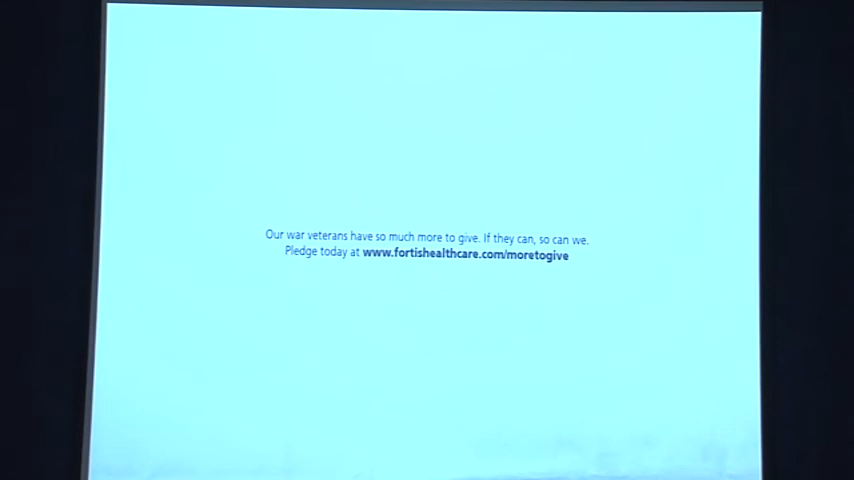 Our war veterans have so much more to give. If they can, so can we.
Pledge today at www.fortishealthcare.com/moretogive